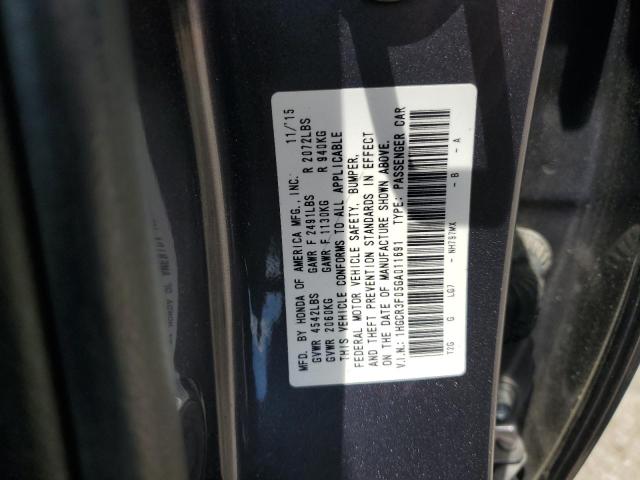 MFD. BY HONDA OF AMERICA MFG., INC. 11/'15
GVWR 4542LBS GAWR F 2491LBS R 2072LBS
GVWR 2060KG GAWR F 1130KG R 940KG
THIS VEHICLE CONFORMS TO ALL APPLICABLE
FEDERAL MOTOR VEHICLE SAFETY, BUMPER,
AND THEFT PREVENTION STANDARDS IN EFFECT
ON THE DATE OF MANUFACTURE SHOWN ABOVE.
V.I.N.: 1HGCR3F05GA011691 TYPE: PASSENGER CAR
T2G G LG7 - NH797MX - B - A